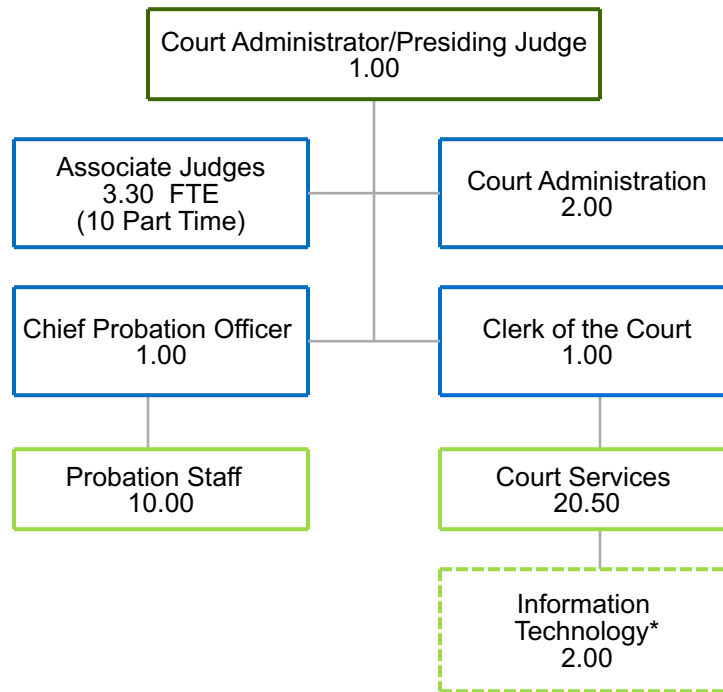 Court Administrator/Presiding Judge
1.00
Associate Judges
3.30 FTE
(10 Part Time)
Court Administration
2.00
Chief Probation Officer
1.00
Clerk of the Court
1.00
Probation Staff
10.00
Court Services
20.50
Information
Technology*
2.00